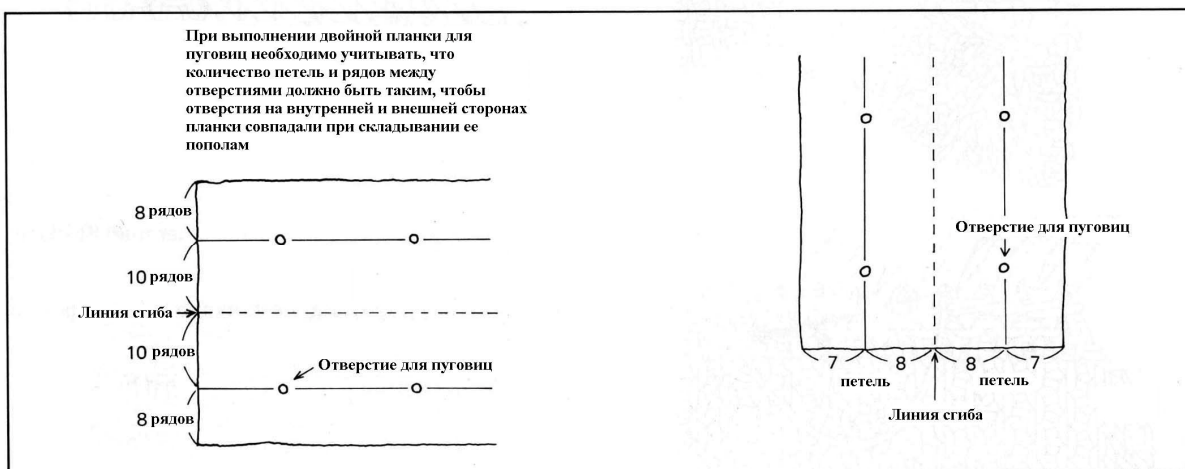 При выполнении двойной планки для
пуговиц необходимо учитывать, что
количество петель и рядов между
отверстиями должно быть таким, чтобы
отверстия на внутренней и внешней сторонах
планки совпадали при складывании ее
пополам
8 рядов
10 рядов
Линия сгиба
10 рядов
Отверстие для пуговиц
8 рядов
Отверстие для пуговиц
7 8 8 7
петель петель
Линия сгиба